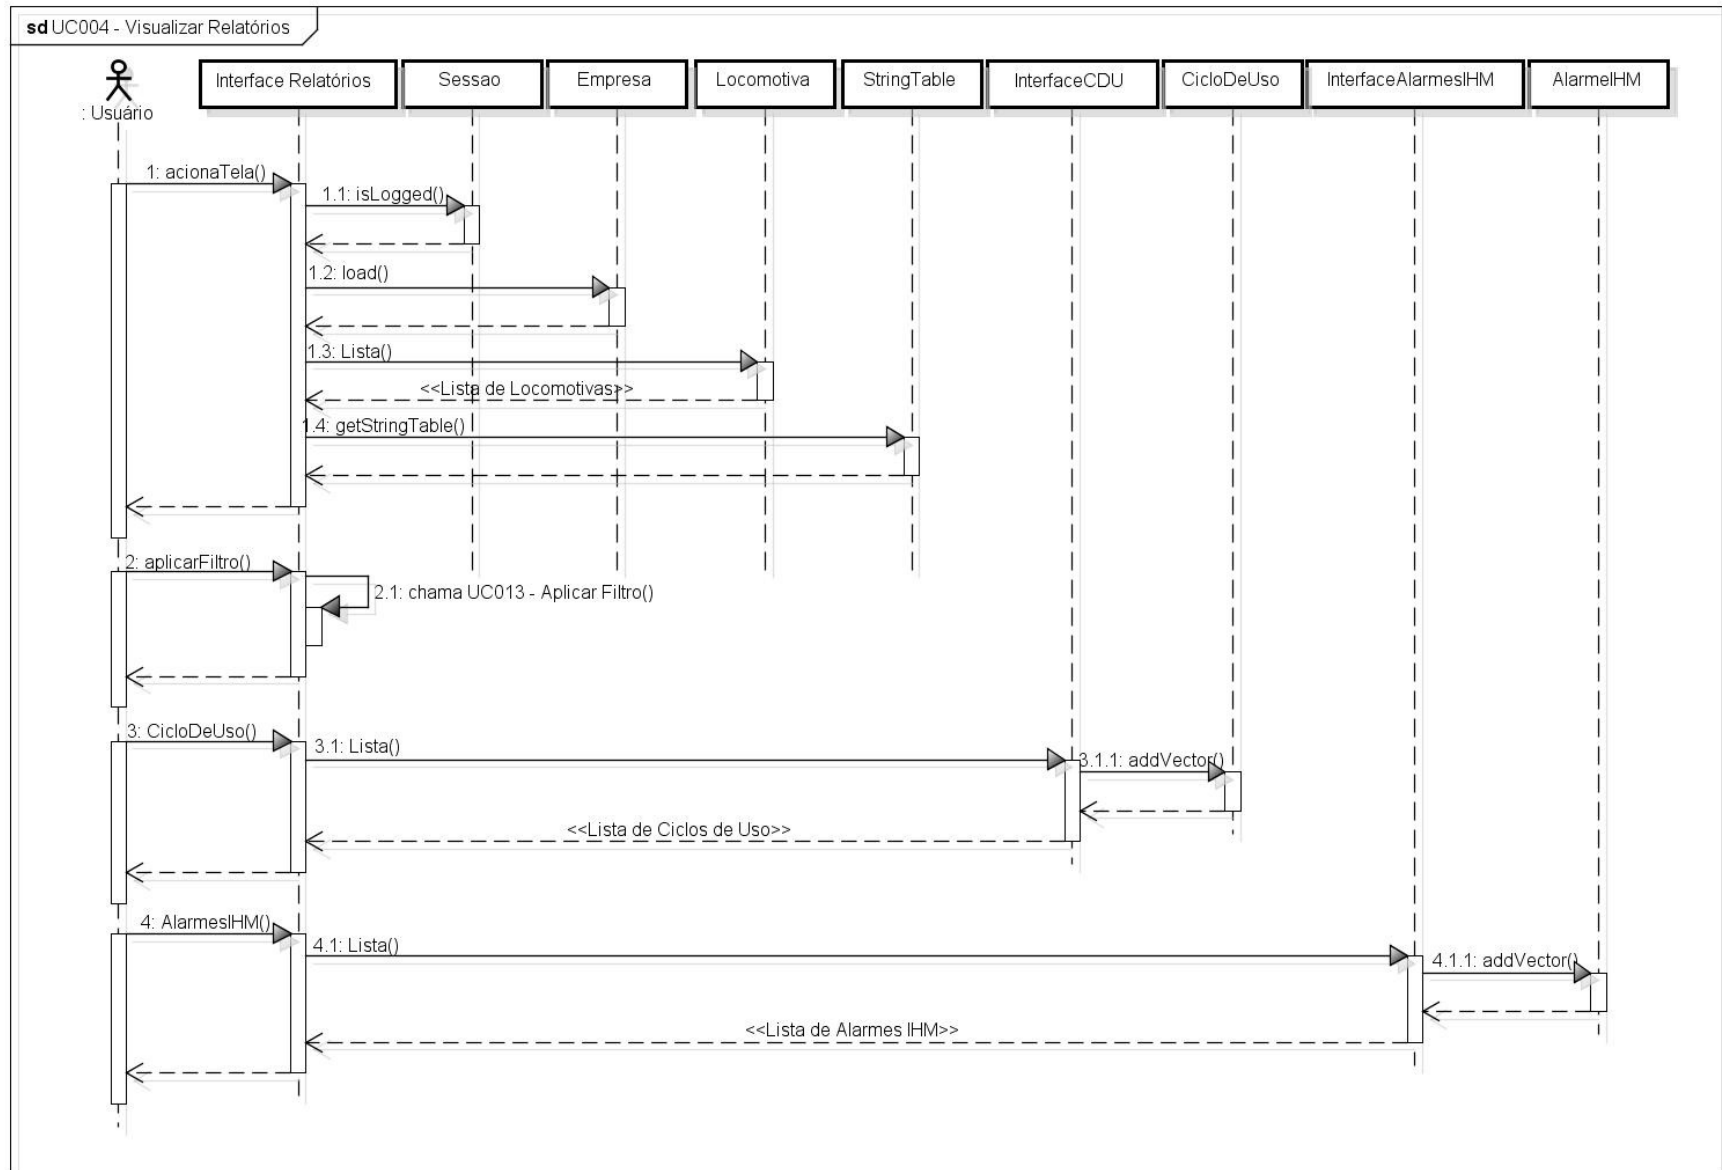 sd UC004 - Visualizar Relatórios
: Usuário
Interface Relatórios
Sessao
Empresa
Locomotiva
StringTable
InterfaceCDU
CicloDeUso
InterfaceAlarmesIHM
AlarmeIHM
1: acionaTela()
1.1: isLogged()
1.2: load()
1.3: Lista()
<<Lista de Locomotivas>>
1.4: getStringTable()
2: aplicarFiltro()
2.1: chama UC013 - Aplicar Filtro()
3: CicloDeUso()
3.1: Lista()
3.1.1: addVector()
<<Lista de Ciclos de Uso>>
4: AlarmesIHM()
4.1: Lista()
4.1.1: addVector()
<<Lista de Alarmes IHM>>